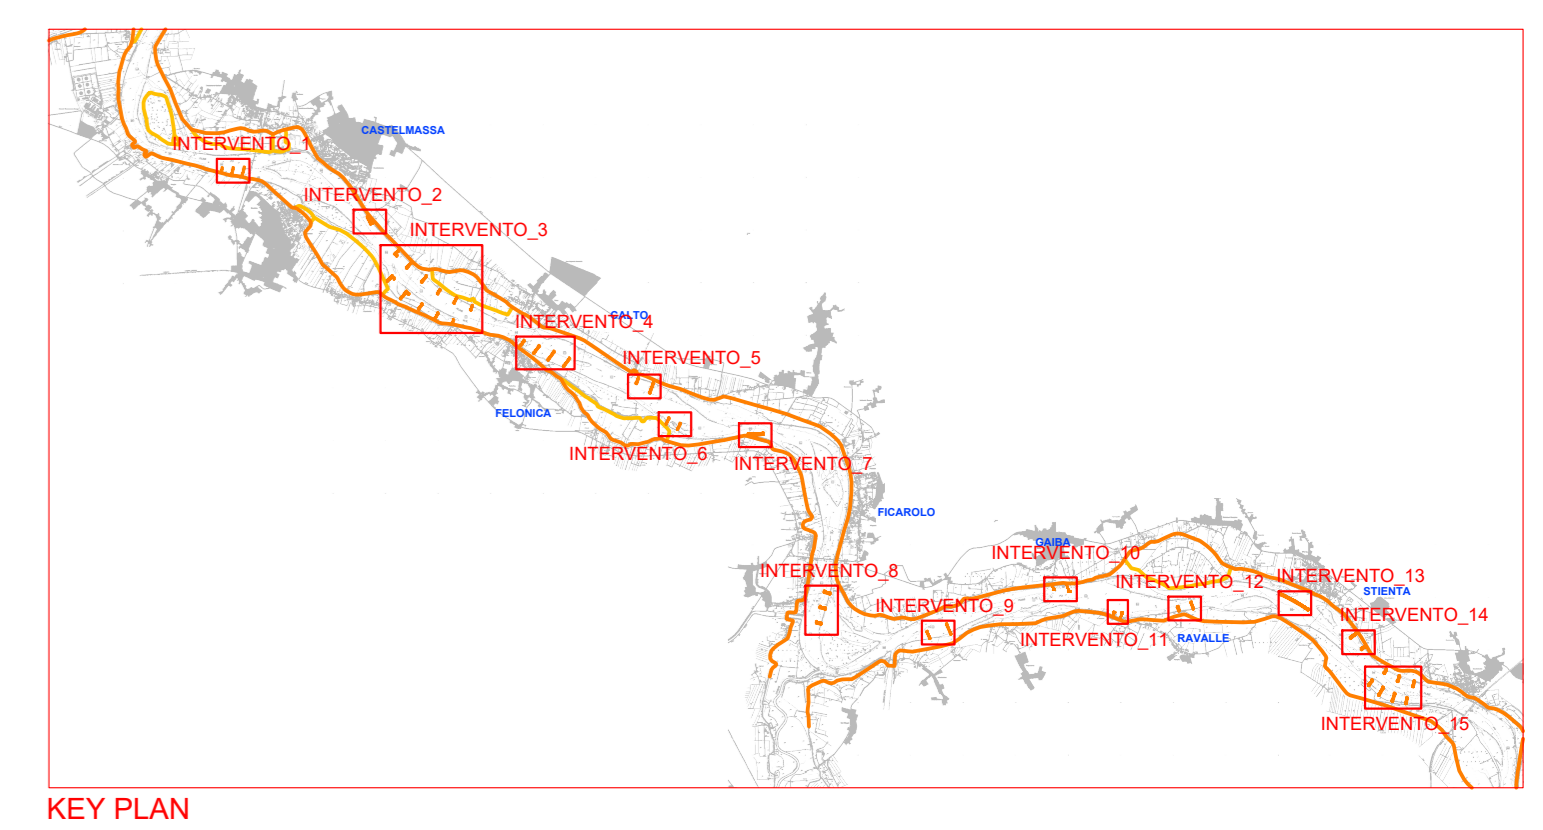 CASTELMASSA
INTERVENTO_1
INTERVENTO_2
INTERVENTO_3
CALTO
INTERVENTO_4
INTERVENTO_5
FELONICA
INTERVENTO_6
INTERVENTO_7
FICAROLO
GAIBA
INTERVENTO_10
INTERVENTO_8
INTERVENTO_12
INTERVENTO_13
STIENTA
INTERVENTO_9
INTERVENTO_14
INTERVENTO_11
RAVALLE
INTERVENTO_15
KEY PLAN